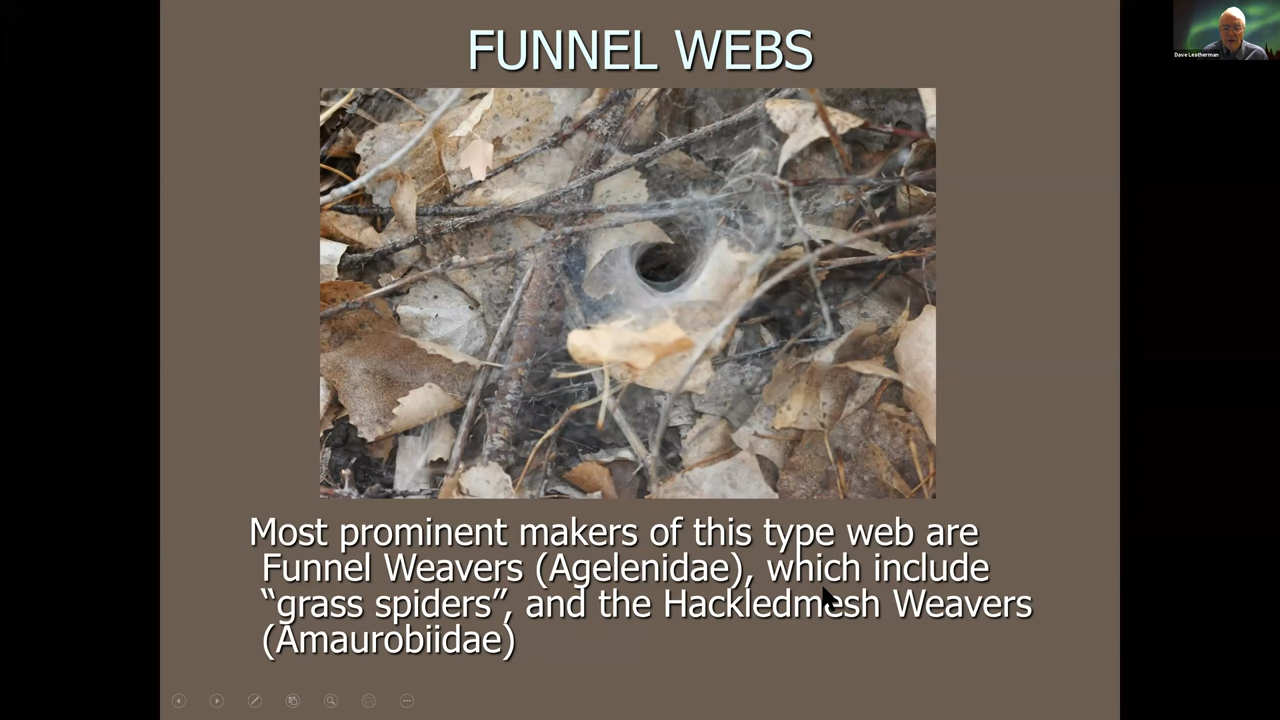 FUNNEL WEBS
Dave Leatherman
Most prominent makers of this type web are
Funnel Weavers (Agelenidae), which include
“grass spiders”, and the Hackledmesh Weavers
(Amaurobiidae)